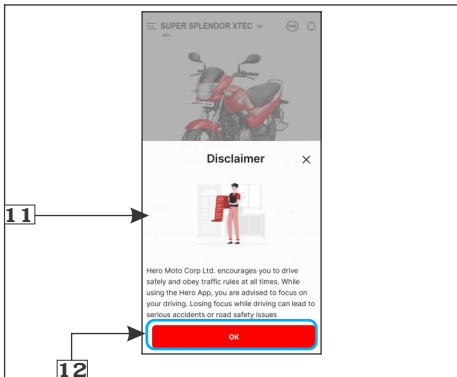 SUPER SPLENDOR XTEC
Disclaimer
11
Hero Moto Corp Ltd. encourages you to drive
safely and obey traffic rules at all times. While
using the Hero App, you are advised to focus on
your driving. Losing focus while driving can lead to
serious accidents or road safety issues
OK
12